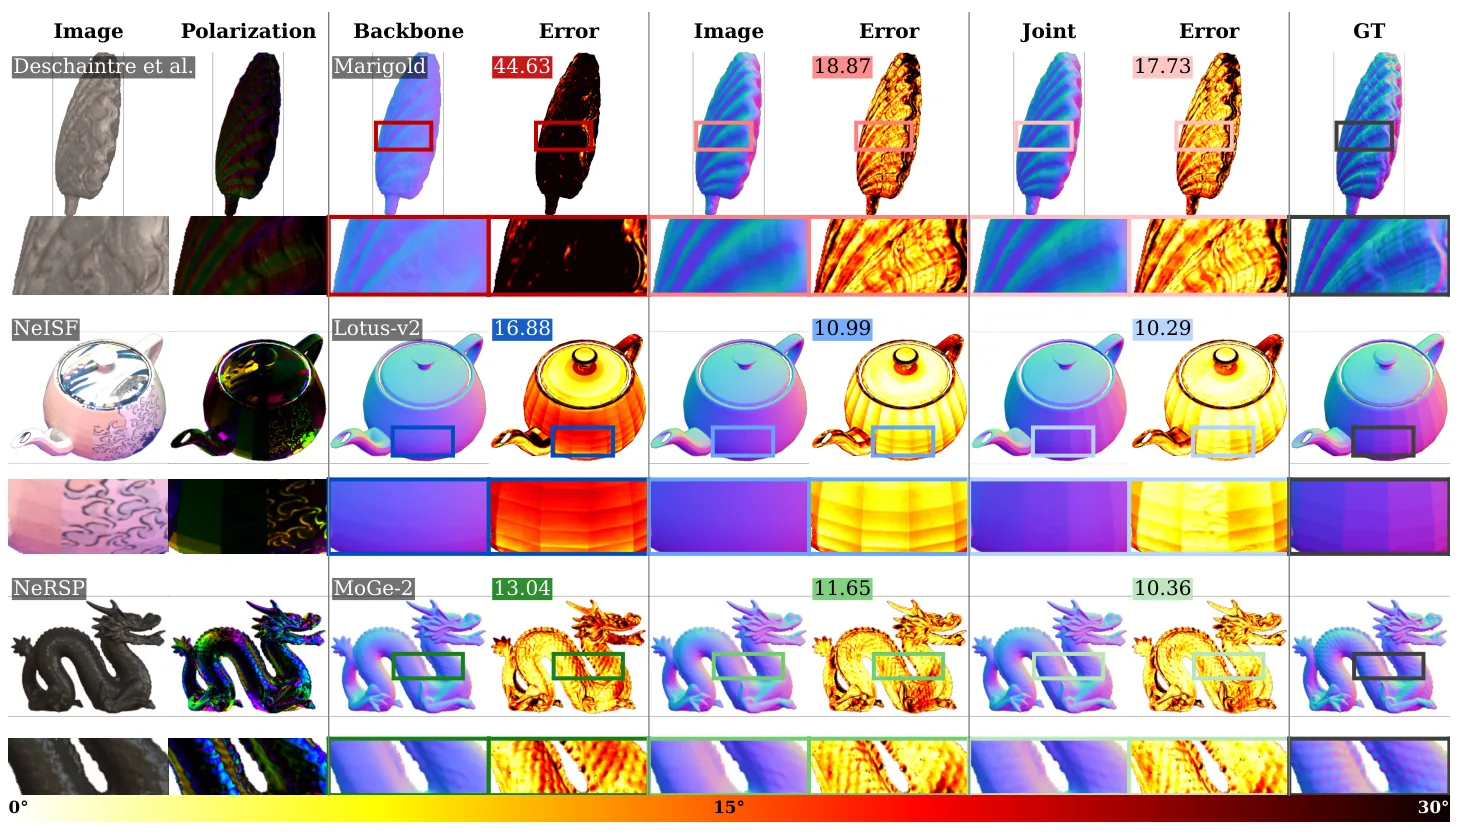 Image Polarization Backbone Error Image Error Joint Error GT
Deschaintre et al. Marigold 44.63 18.87 17.73
NeISF Lotus-v2 16.88 10.99 10.29
NeRSP MoGe-2 13.04 11.65 10.36
0° 15° 30°